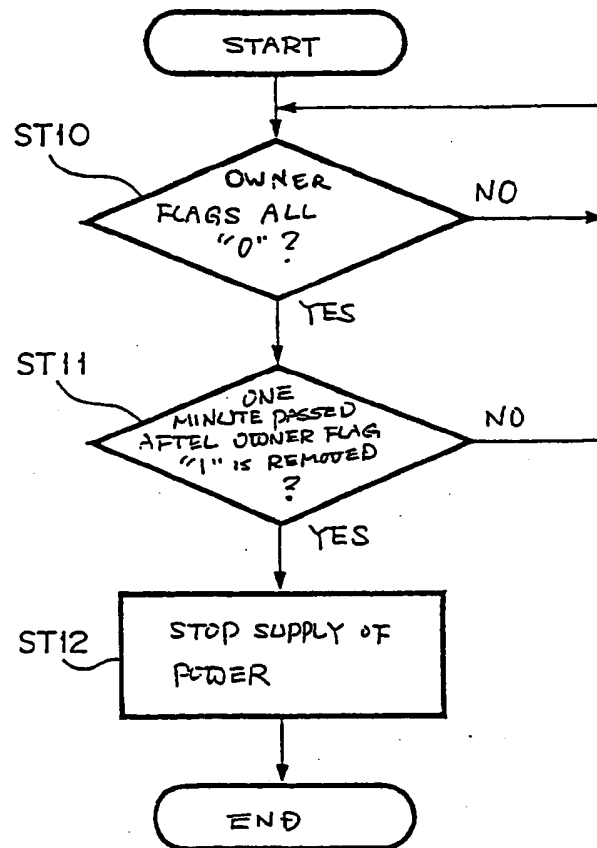 START
ST10
OWNER
FLAGS ALL
"0" ?
NO
YES
ST11
ONE
MINUTE PASSED
AFTEL OWNER FLAG
"1" IS REMOVED
?
NO
YES
ST12
STOP SUPPLY OF
POWER
END